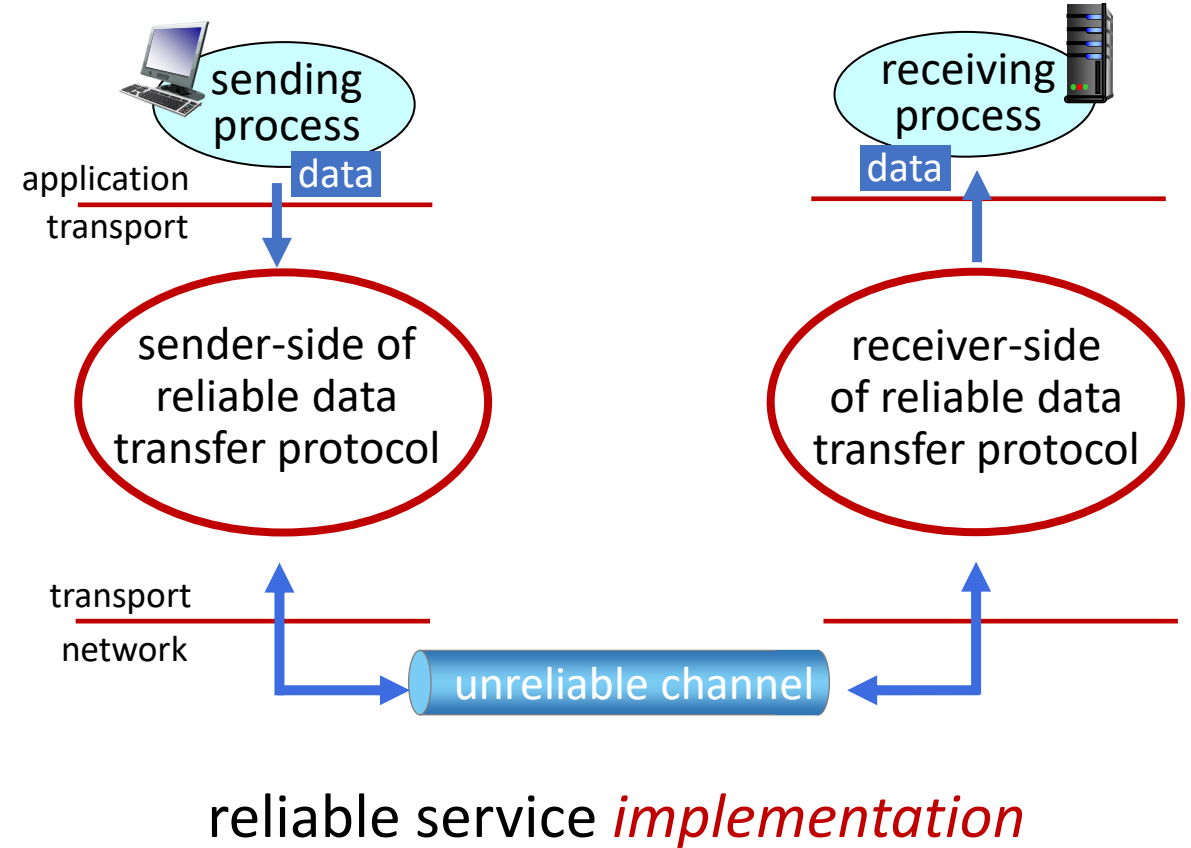 sending
process
data
application
transport
receiving
process
data
sender-side of
reliable data
transfer protocol
receiver-side
of reliable data
transfer protocol
transport
network
unreliable channel
reliable service implementation